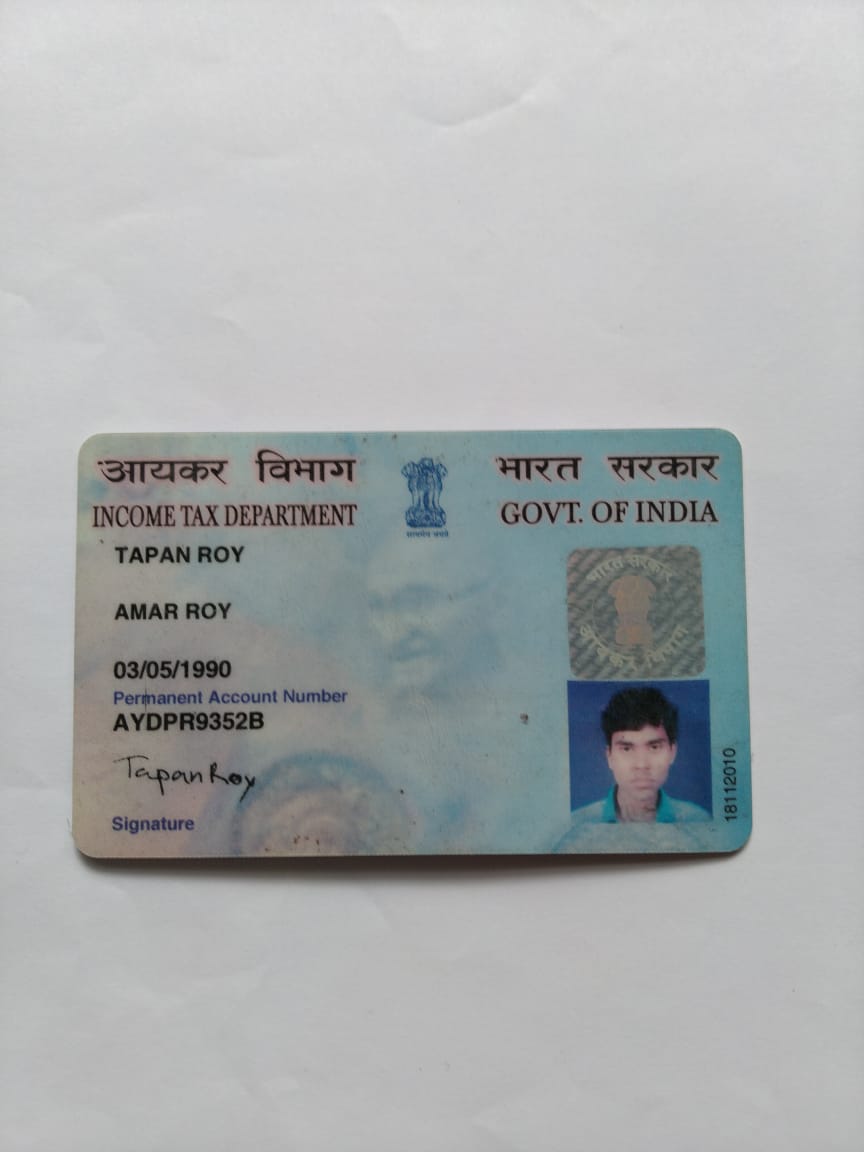 आयकर विभाग
INCOME TAX DEPARTMENT
सत्यमेव जयते
भारत सरकार
GOVT. OF INDIA
TAPAN ROY
AMAR ROY
03/05/1990
Permanent Account Number
AYDPR9352B
Tapan Roy
Signature
भारत सरकार
आयकर विभाग
18112010